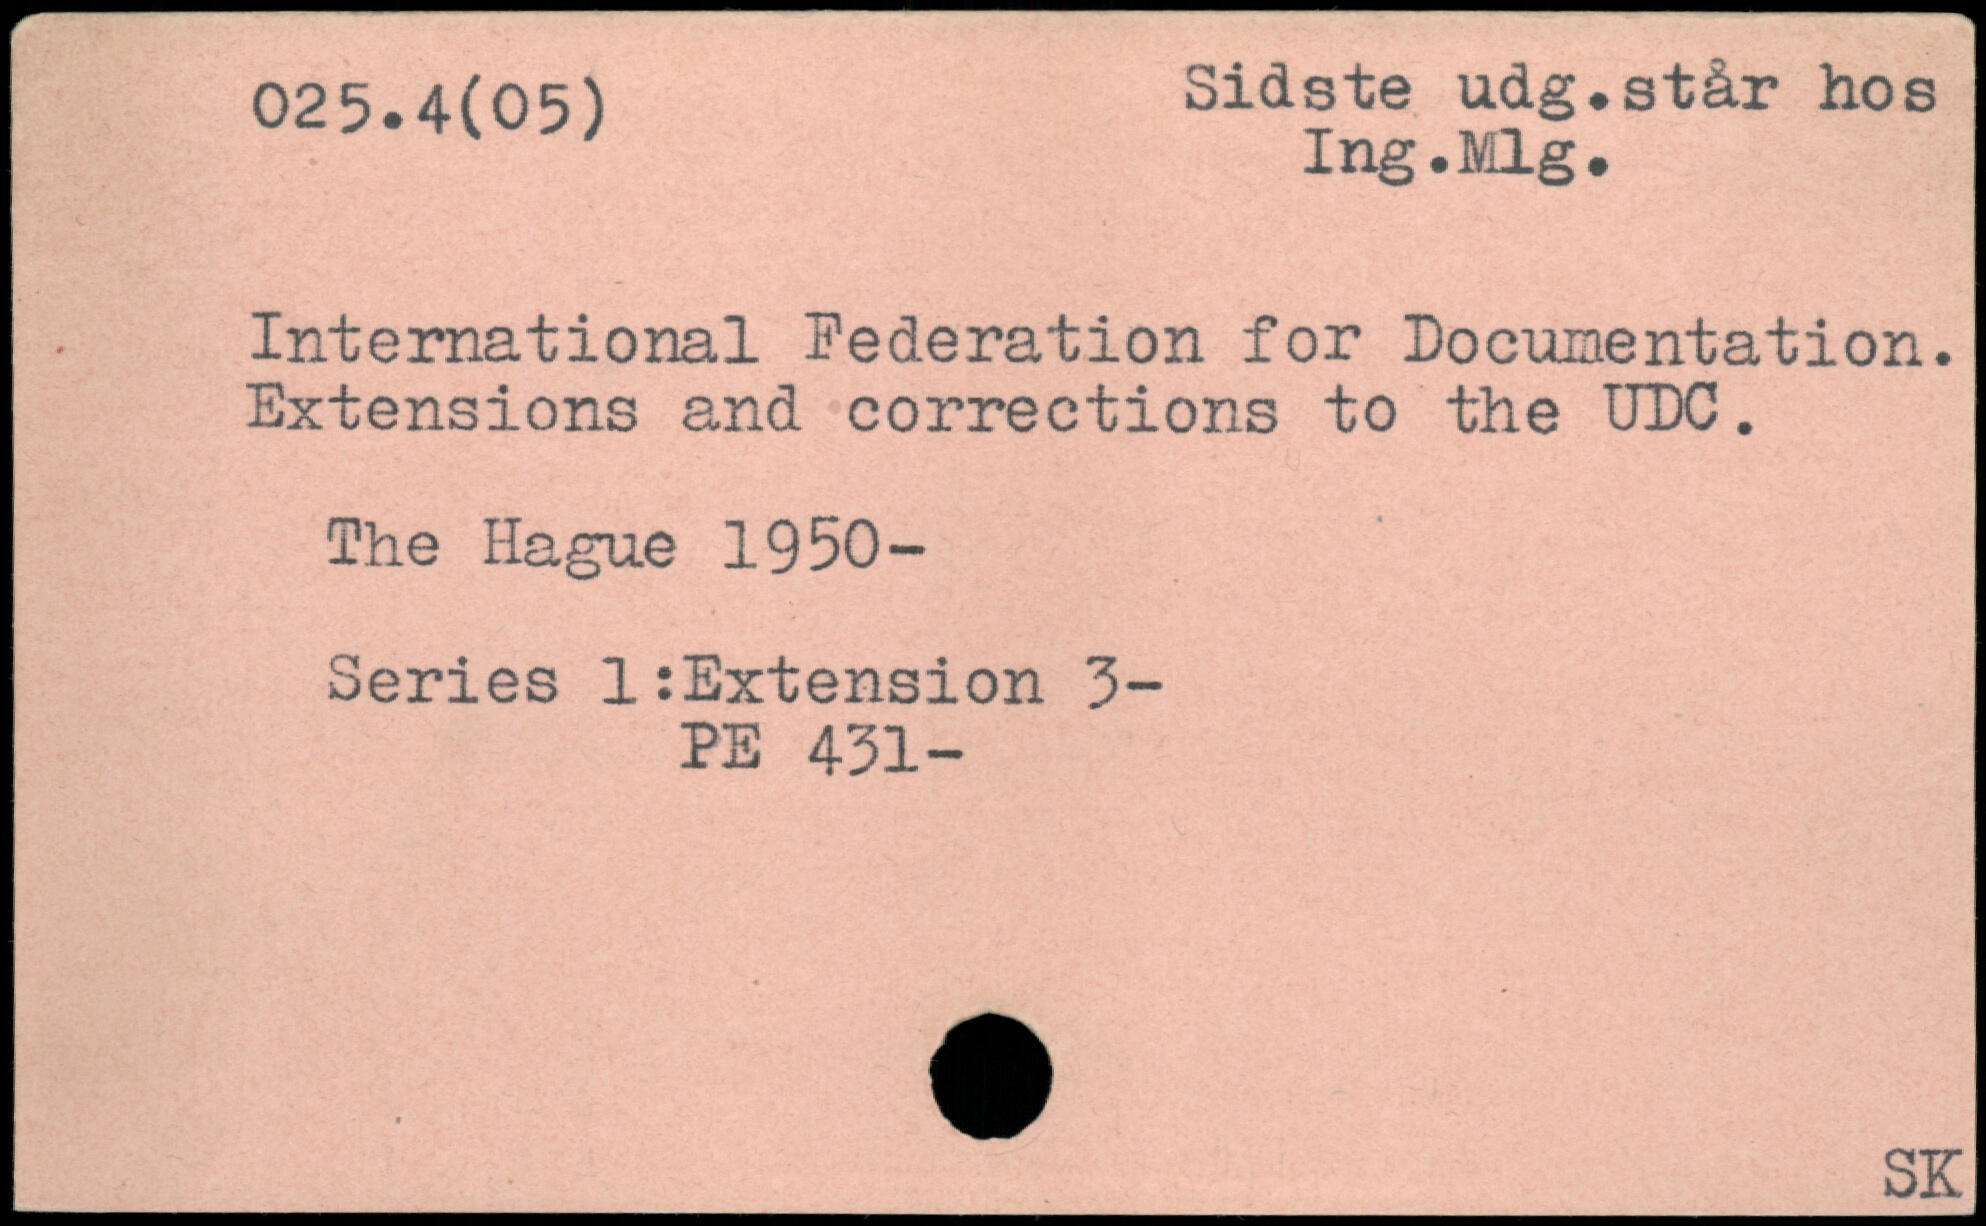 025.4(05)
Sidste udg.står hos
Ing.Mlg.
International Federation for Documentation.
Extensions and corrections to the UDC.
The Hague 1950-
Series 1:Extension 3-
PE 431-
SK